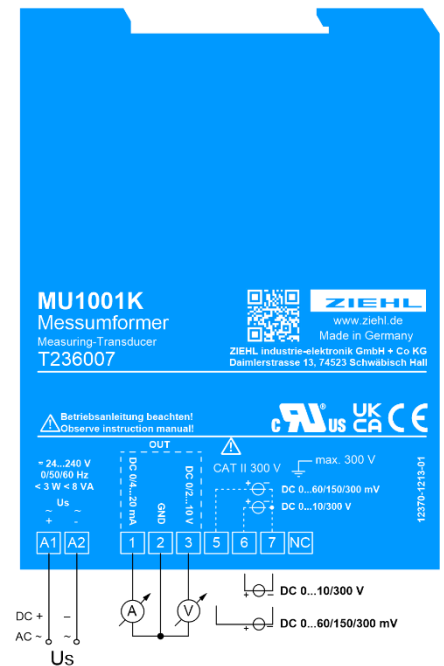 MU1001K
Messumformer
Measuring-Transducer
T236007
ZIEHL
www.ziehl.de
Made in Germany
ZIEHL industrie-elektronik GmbH + Co KG
Daimlerstrasse 13, 74523 Schwäbisch Hall
Betriebsanleitung beachten!
Observe instruction manual!
c RU US UK CA CE
12370-1213-01
≂ 24...240 V
0/50/60 Hz
< 3 W < 8 VA
Us
~ ~
+ -
OUT
DC 0/4...20 mA
GND
DC 0/2...10 V
CAT II 300 V
max. 300 V
+ -
DC 0...60/150/300 mV
+ -
DC 0...10/300 V
A1 A2 1 2 3 5 6 7 NC
A
V
+ -
DC 0...10/300 V
+ -
DC 0...60/150/300 mV
DC + –
AC ~ ~
Us